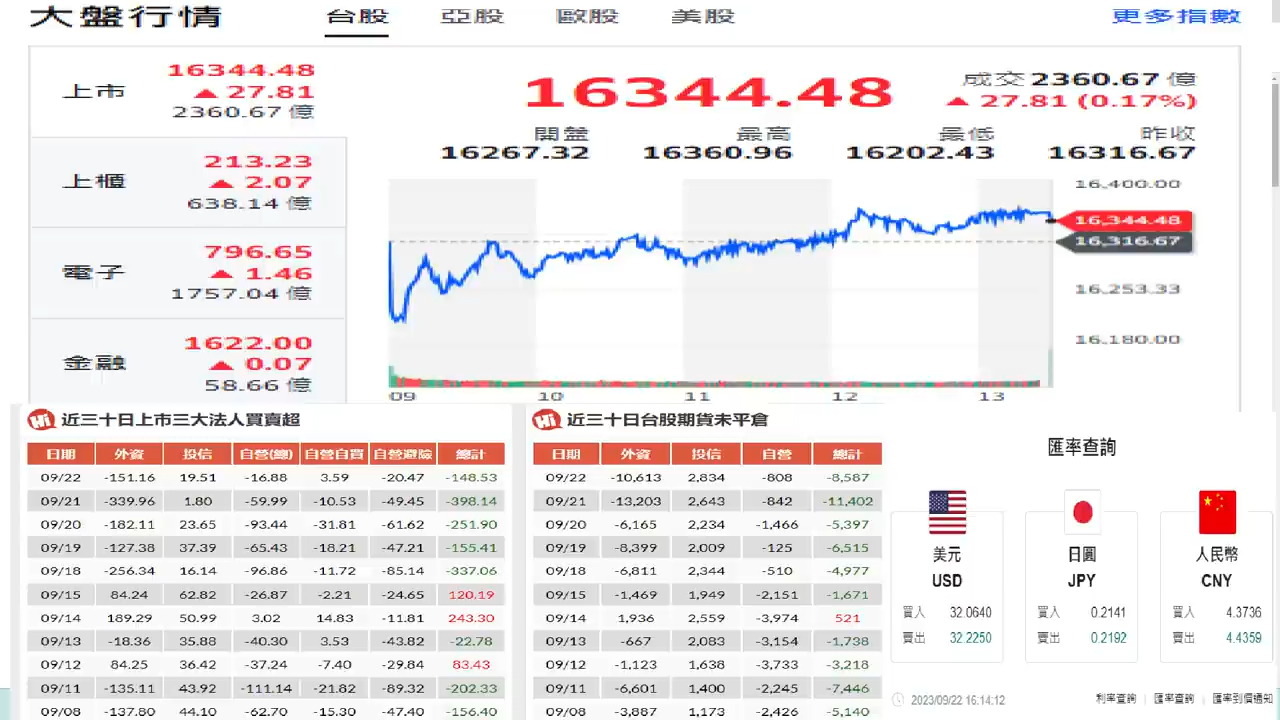 大盤行情 台股 亞股 歐股 美股 更多指數
上市 16344.48
▲ 27.81
2360.67 億
上櫃 213.23
▲ 2.07
638.14 億
電子 796.65
▲ 1.46
1757.04 億
金融 1622.00
▲ 0.07
58.66 億
16344.48 成交 2360.67 億
▲ 27.81 (0.17%)
開盤 最高 最低 昨收
16267.32 16360.96 16202.43 16316.67
16,400.00
16,344.48
16,316.67
16,253.33
16,180.00
09 10 11 12 13
Hi 近三十日上市三大法人買賣超
日期 外資 投信 自營(總) 自營自買 自營避險 總計
09/22 -151.16 19.51 -16.88 3.59 -20.47 -148.53
09/21 -339.96 1.80 -59.99 -10.53 -49.45 -398.14
09/20 -182.11 23.65 -93.44 -31.81 -61.62 -251.90
09/19 -127.38 37.39 -65.43 -18.21 -47.21 -155.41
09/18 -256.34 16.14 -96.86 -11.72 -85.14 -337.06
09/15 84.24 62.82 -26.87 -2.21 -24.65 120.19
09/14 189.29 50.99 3.02 14.83 -11.81 243.30
09/13 -18.36 35.88 -40.30 3.53 -43.82 -22.78
09/12 84.25 36.42 -37.24 -7.40 -29.84 83.43
09/11 -135.11 43.92 -111.14 -21.82 -89.32 -202.33
09/08 -137.80 -62.70 -15.30 -47.40 -156.40
Hi 近三十日台股期貨未平倉
日期 外資 投信 自營 總計
09/22 -10,613 2,834 -808 -8,587
09/21 -13,203 2,643 -842 -11,402
09/20 -6,165 2,234 -1,466 -5,397
09/19 -8,399 2,009 -125 -6,515
09/18 -6,811 2,344 -510 -4,977
09/15 -1,469 1,949 -2,151 -1,671
09/14 1,936 2,559 -3,974 521
09/13 -667 2,083 -3,154 -1,738
09/12 -1,123 1,638 -3,733 -3,218
09/11 -6,601 1,400 -2,245 -7,446
09/08 -3,887 1,173 -2,426 -5,140
匯率查詢
美元 日圓 人民幣
USD JPY CNY
買入 32.0640 買入 0.2141 買入 4.3736
賣出 32.2250 賣出 0.2192 賣出 4.4359
2023/09/22 16:14:12 利率查詢 | 匯率查詢 | 匯率到價通知